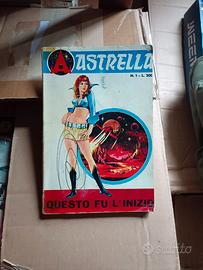 A ASTRELLA
N. 1 - L. 300
QUESTO FU L'INIZIO
subito